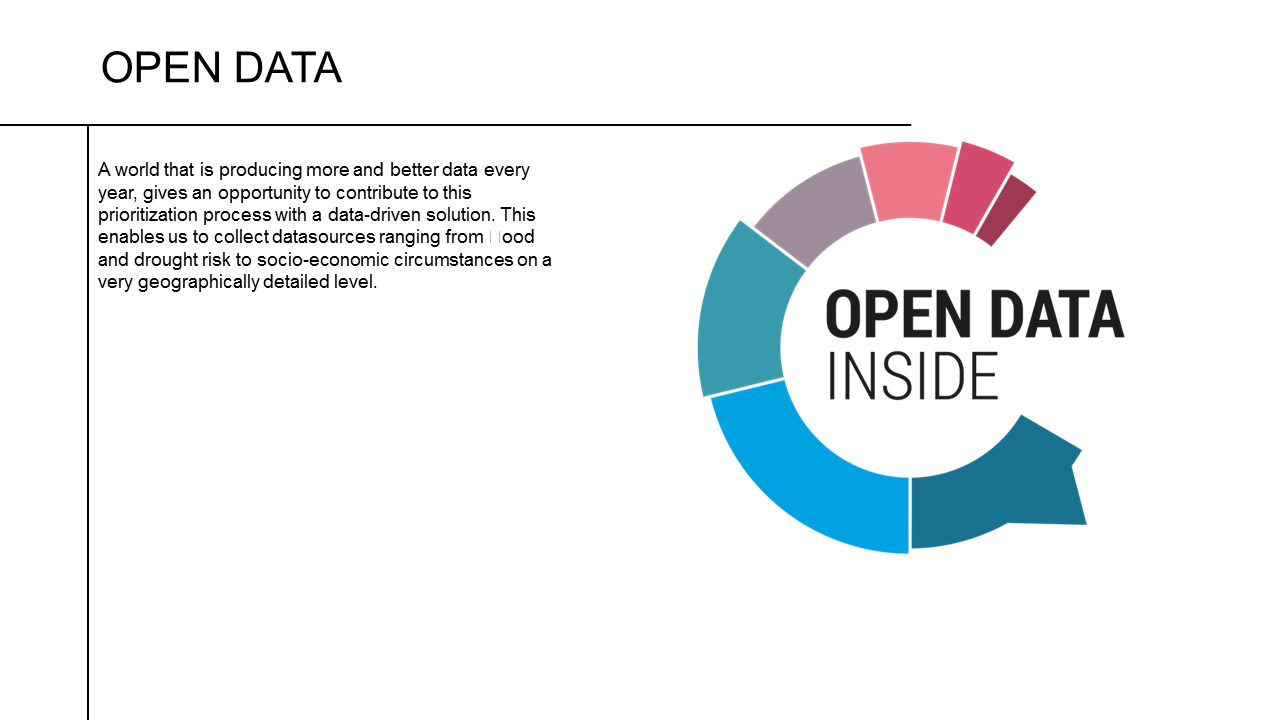 OPEN DATA
A world that is producing more and better data every
year, gives an opportunity to contribute to this
prioritization process with a data-driven solution. This
enables us to collect datasources ranging from ood
and drought risk to socio-economic circumstances on a
very geographically detailed level.
OPEN DATA
INSIDE